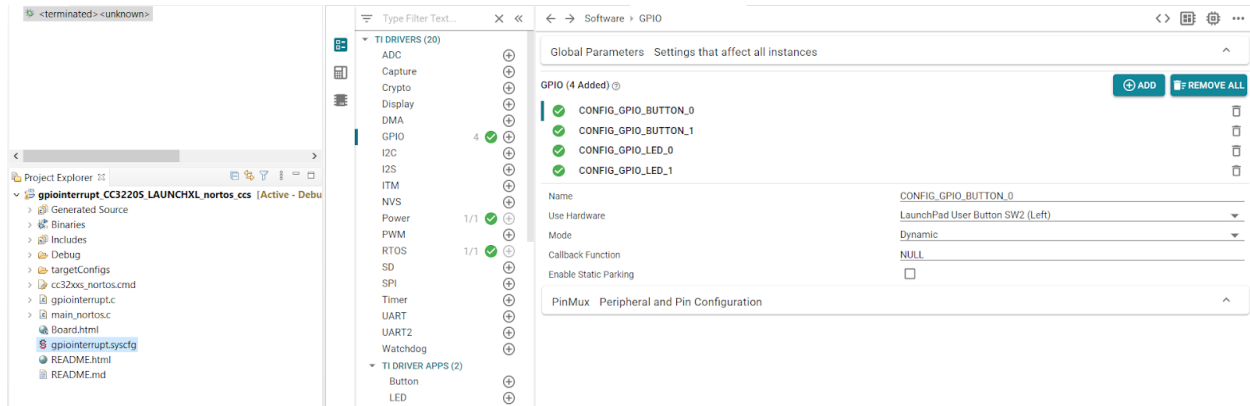 <terminated> <unknown>
Project Explorer
gpiointerrupt_CC3220S_LAUNCHXL_nortos_ccs [Active - Debu
Generated Source
Binaries
Includes
Debug
targetConfigs
cc32xxs_nortos.cmd
gpiointerrupt.c
main_nortos.c
Board.html
gpiointerrupt.syscfg
README.html
README.md
Type Filter Text...
TI DRIVERS (20)
ADC
Capture
Crypto
Display
DMA
GPIO 4
I2C
I2S
ITM
NVS
Power 1/1
PWM
RTOS 1/1
SD
SPI
Timer
UART
UART2
Watchdog
TI DRIVER APPS (2)
Button
LED
Software > GPIO
Global Parameters Settings that affect all instances
GPIO (4 Added)
ADD REMOVE ALL
CONFIG_GPIO_BUTTON_0
CONFIG_GPIO_BUTTON_1
CONFIG_GPIO_LED_0
CONFIG_GPIO_LED_1
Name CONFIG_GPIO_BUTTON_0
Use Hardware LaunchPad User Button SW2 (Left)
Mode Dynamic
Callback Function NULL
Enable Static Parking
PinMux Peripheral and Pin Configuration